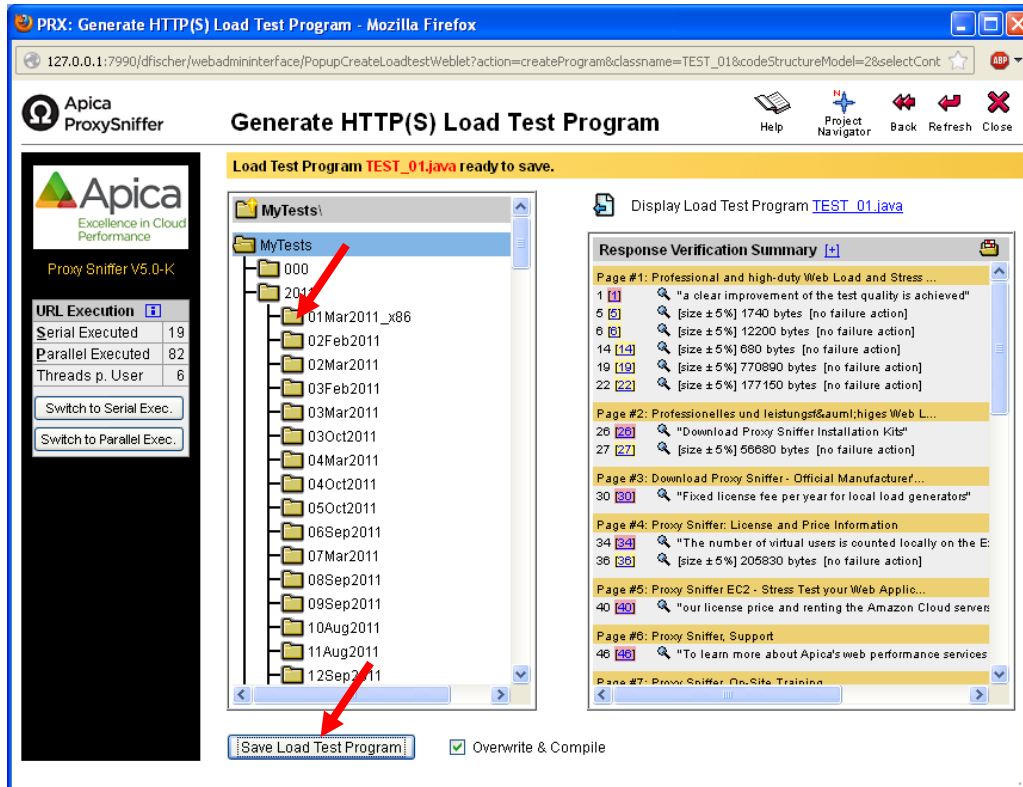 PRX: Generate HTTP(S) Load Test Program - Mozilla Firefox
127.0.0.1:7990/dfischer/webadmininterface/PopupCreateLoadtestWeblet?action=createProgram&classname=TEST_01&codeStructureModel=2&selectCont
ABP
Apica
ProxySniffer
Generate HTTP(S) Load Test Program
Help
N
Project
Navigator
Back
Refresh
Close
Apica
Excellence in Cloud
Performance
Proxy Sniffer V5.0-K
URL Execution [i]
Serial Executed 19
Parallel Executed 82
Threads p. User 6
Switch to Serial Exec.
Switch to Parallel Exec.
Load Test Program TEST_01.java ready to save.
MyTests\
MyTests
000
2011
01Mar2011_x86
02Feb2011
02Mar2011
03Feb2011
03Mar2011
03Oct2011
04Mar2011
04Oct2011
05Oct2011
06Sep2011
07Mar2011
08Sep2011
09Sep2011
10Aug2011
11Aug2011
12Sep2011
Save Load Test Program
Overwrite & Compile
Display Load Test Program TEST_01.java
Response Verification Summary [+]
Page #1: Professional and high-duty Web Load and Stress ...
1 [1] "a clear improvement of the test quality is achieved"
5 [5] [size ±5%] 1740 bytes [no failure action]
6 [6] [size ±5%] 12200 bytes [no failure action]
14 [14] [size ±5%] 680 bytes [no failure action]
19 [19] [size ±5%] 770890 bytes [no failure action]
22 [22] [size ±5%] 177150 bytes [no failure action]
Page #2: Professionelles und leistungsf&auml;higes Web L...
26 [26] "Download Proxy Sniffer Installation Kits"
27 [27] [size ±5%] 56680 bytes [no failure action]
Page #3: Download Proxy Sniffer - Official Manufacturer'...
30 [30] "Fixed license fee per year for local load generators"
Page #4: Proxy Sniffer: License and Price Information
34 [34] "The number of virtual users is counted locally on the E:
36 [36] [size ±5%] 205830 bytes [no failure action]
Page #5: Proxy Sniffer EC2 - Stress Test your Web Applic...
40 [40] "our license price and renting the Amazon Cloud servers
Page #6: Proxy Sniffer, Support
46 [46] "To learn more about Apica's web performance services
Page #7: Proxy Sniffer, On-Site Training